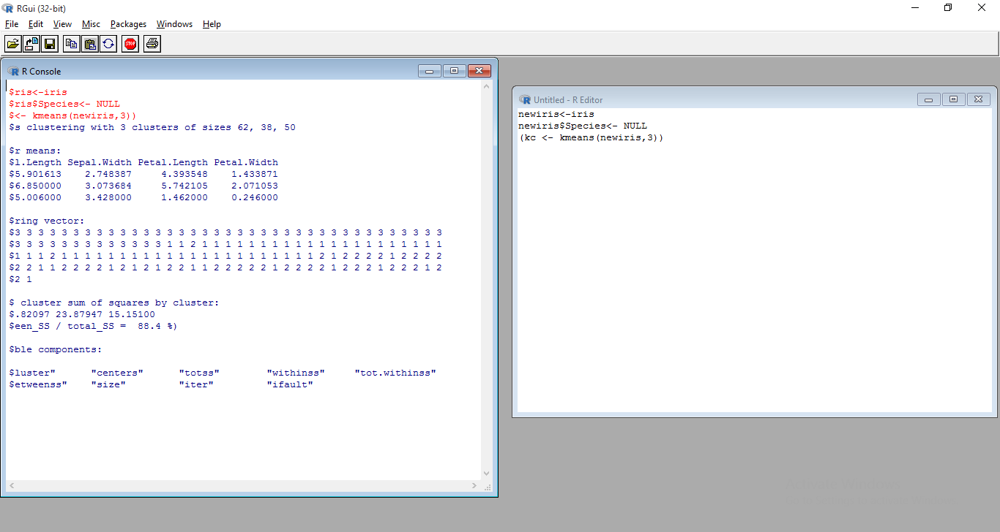 RGui (32-bit)
File Edit View Misc Packages Windows Help
STOP
R Console
$ris<-iris
$ris$Species<- NULL
$<- kmeans(newiris,3))
$s clustering with 3 clusters of sizes 62, 38, 50
$r means:
$l.Length Sepal.Width Petal.Length Petal.Width
$5.901613 2.748387 4.393548 1.433871
$6.850000 3.073684 5.742105 2.071053
$5.006000 3.428000 1.462000 0.246000
$ring vector:
$3 3 3 3 3 3 3 3 3 3 3 3 3 3 3 3 3 3 3 3 3 3 3 3 3 3 3 3 3 3 3 3 3 3 3 3 3
$3 3 3 3 3 3 3 3 3 3 3 3 3 1 1 2 1 1 1 1 1 1 1 1 1 1 1 1 1 1 1 1 1 1 1 1 1
$1 1 1 2 1 1 1 1 1 1 1 1 1 1 1 1 1 1 1 1 1 1 1 1 1 1 2 1 2 2 2 2 1 2 2 2 2
$2 2 1 1 2 2 2 2 1 2 1 2 1 2 2 1 1 2 2 2 2 2 1 2 2 2 2 1 2 2 2 1 2 2 2 1 2
$2 1
$ cluster sum of squares by cluster:
$.82097 23.87947 15.15100
$een_SS / total_SS = 88.4 %)
$ble components:
$luster" "centers" "totss" "withinss" "tot.withinss"
$etweenss" "size" "iter" "ifault"
Untitled - R Editor
newiris<-iris
newiris$Species<- NULL
(kc <- kmeans(newiris,3))